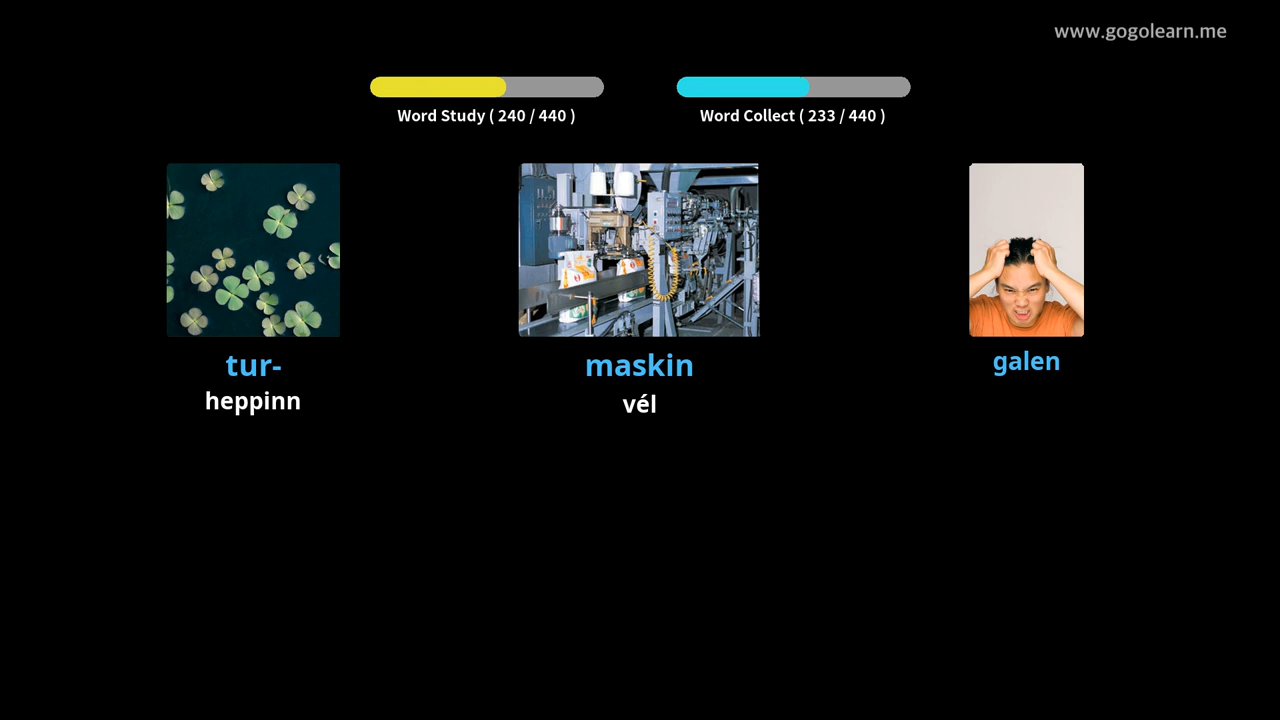 www.gogolearn.me
Word Study ( 240 / 440 )
Word Collect ( 233 / 440 )
tur-
heppinn
maskin
vél
galen